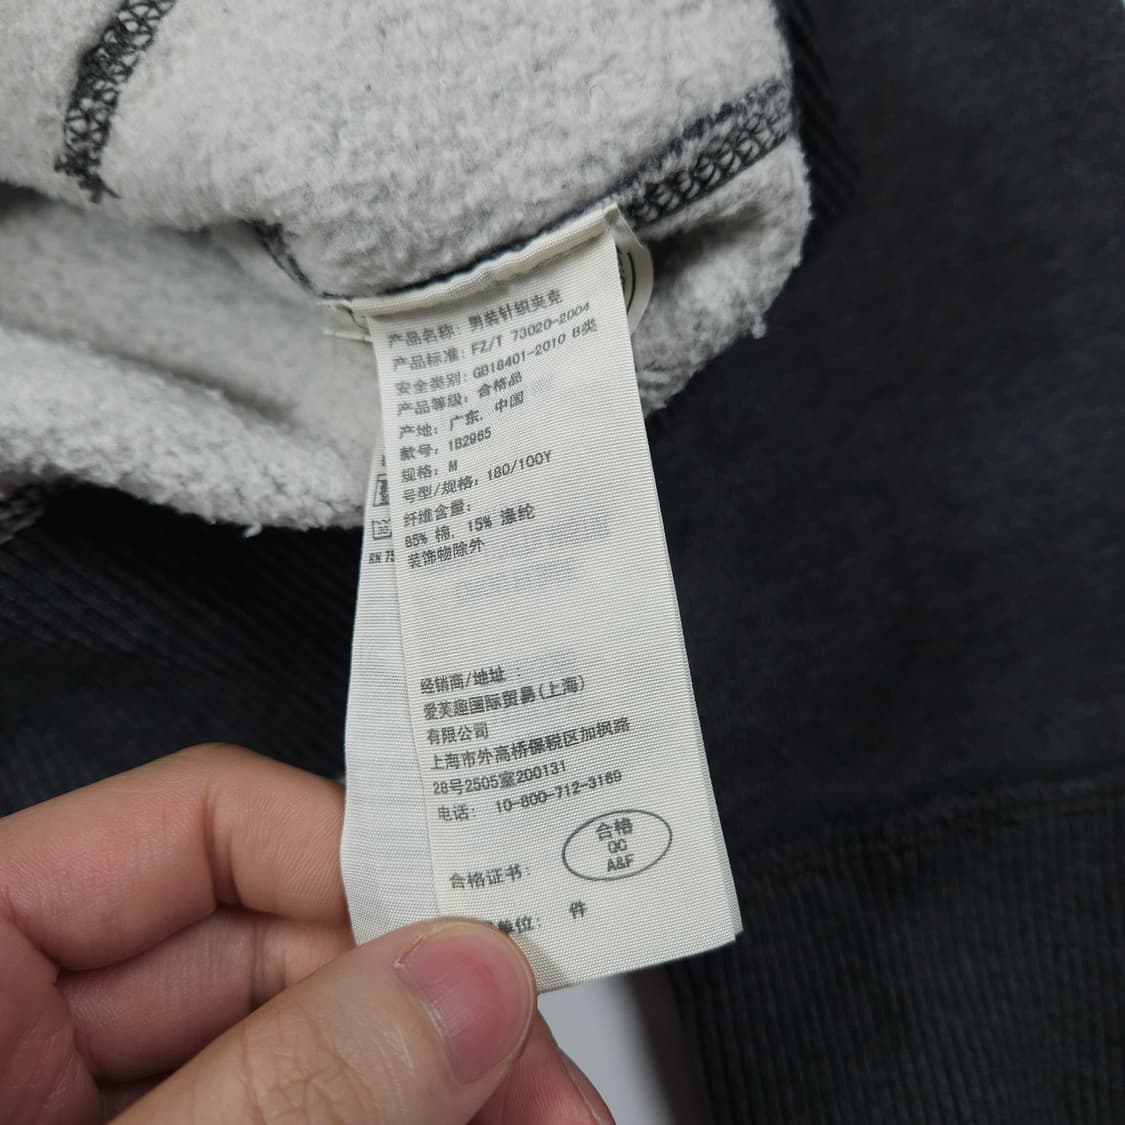 产品名称: 男装针织夹克
产品标准: FZ/T 73020-2004
安全类别: GB18401-2010 B类
产品等级: 合格品
产地: 广东, 中国
款号: 182965
规格: M
号型/规格: 180/100Y
纤维含量:
85% 棉, 15% 涤纶
装饰物除外
经销商/地址 :
爱芙趣国际贸易(上海)
有限公司
上海市外高桥保税区加枫路
28号2505室200131
电话: 10-800-712-3169
合格
QC
A&F
合格证书:
单位: 件
30
RN 75